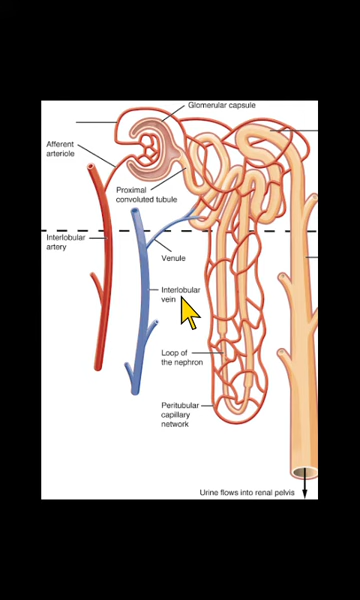 Glomerular capsule
Afferent
arteriole
Proximal
convoluted tubule
Interlobular
artery
Venule
Interlobular
vein
Loop of
the nephron
Peritubular
capillary
network
Urine flows into renal pelvis